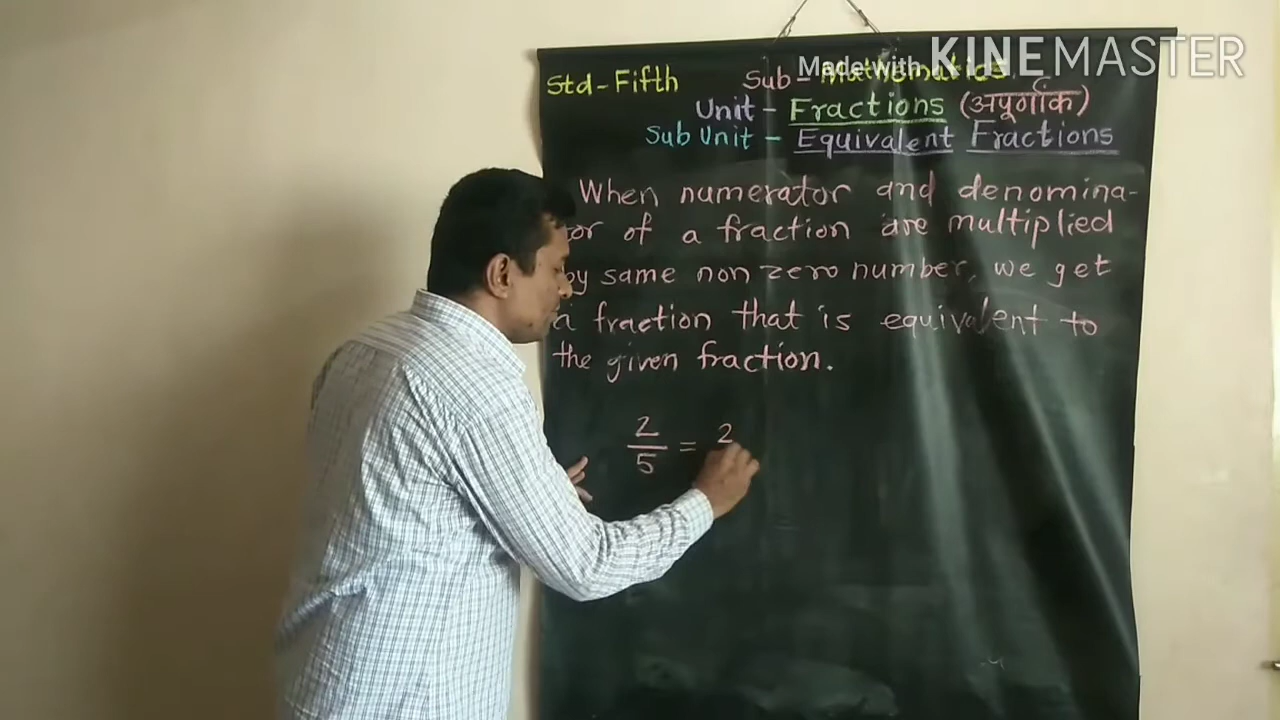 Made with KINEMASTER
Std-Fifth Sub- Mathematics
Unit - Fractions (अपूर्णांक)
Sub Unit - Equivalent Fractions
When numerator and denomina-
tor of a fraction are multiplied
by same non zero number, we get
a fraction that is equivalent to
the given fraction.
2/5 = 2